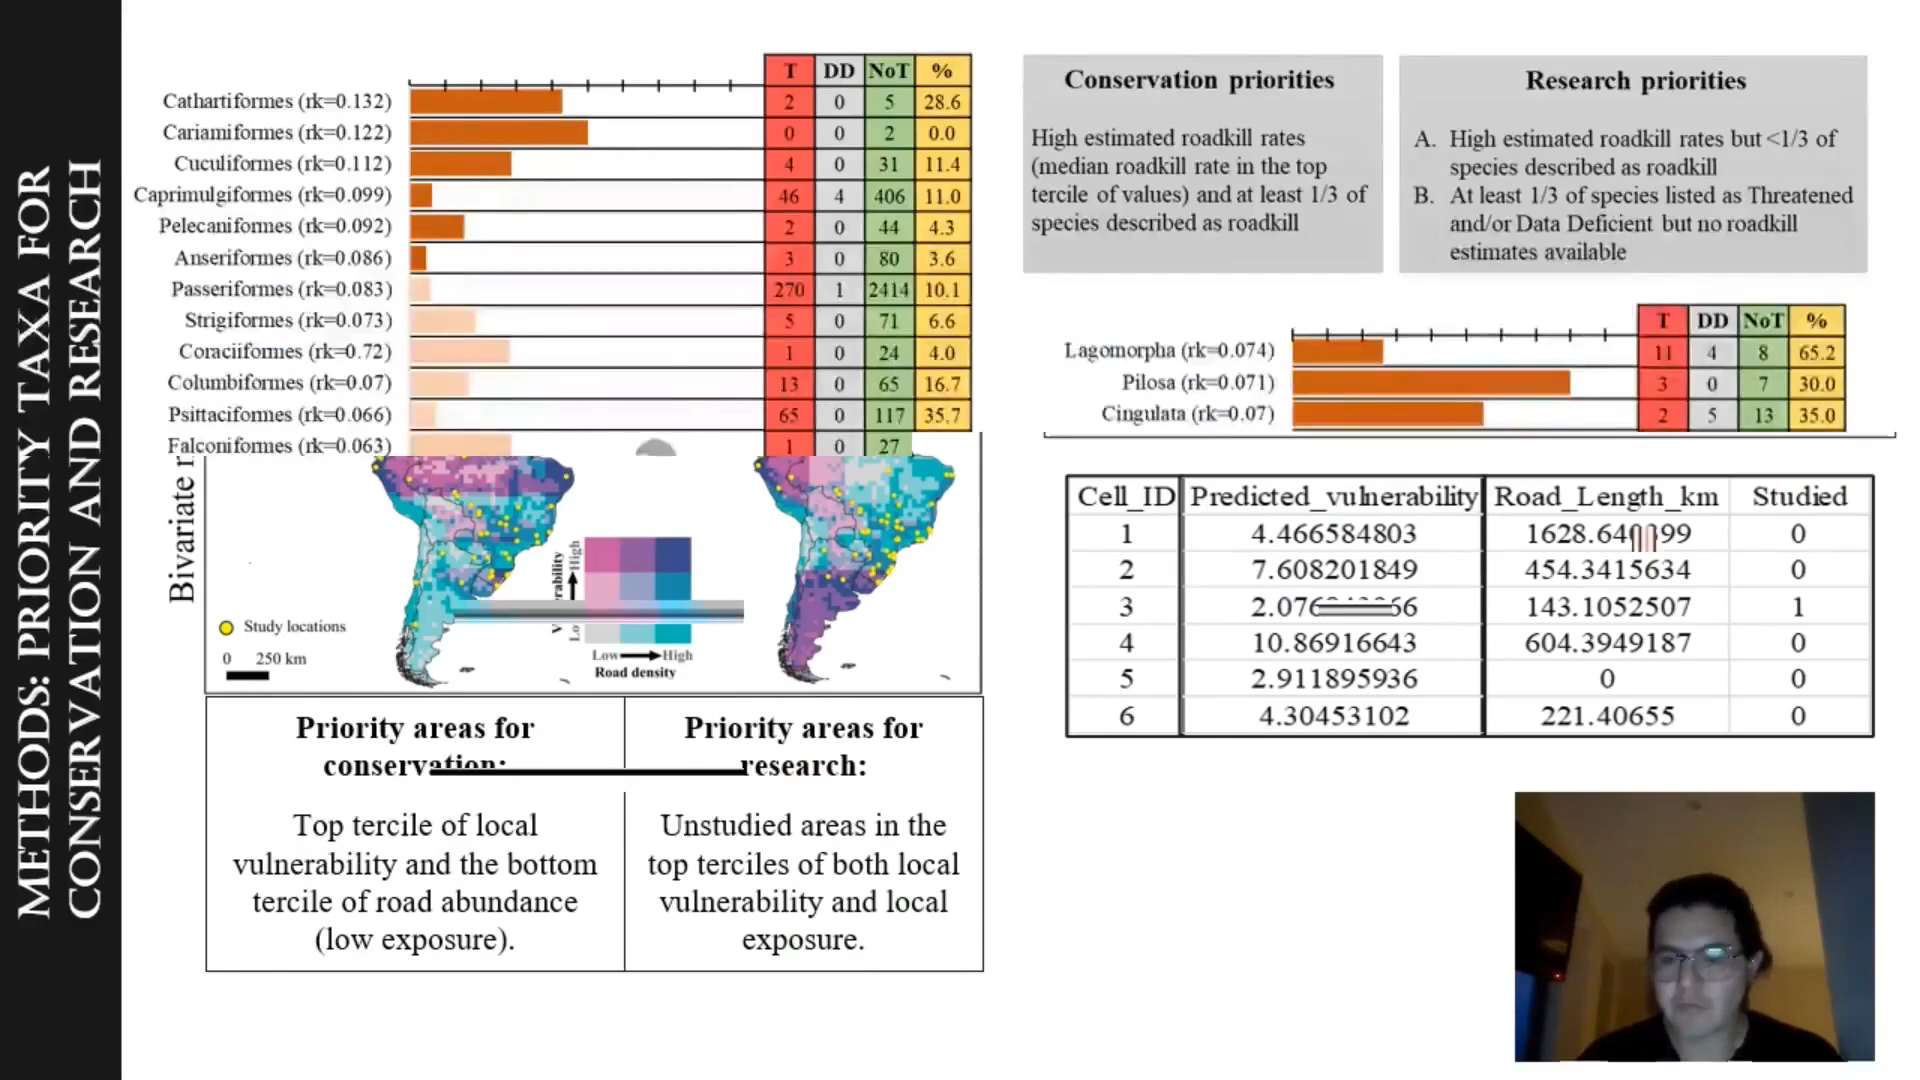 METHODS: PRIORITY TAXA FOR
CONSERVATION AND RESEARCH
T DD NoT %
Cathartiformes (rk=0.132) 2 0 5 28.6
Cariamiformes (rk=0.122) 0 0 2 0.0
Cuculiformes (rk=0.112) 4 0 31 11.4
Caprimulgiformes (rk=0.099) 46 4 406 11.0
Pelecaniformes (rk=0.092) 2 0 44 4.3
Anseriformes (rk=0.086) 3 0 80 3.6
Passeriformes (rk=0.083) 270 1 2414 10.1
Strigiformes (rk=0.073) 5 0 71 6.6
Coraciiformes (rk=0.72) 1 0 24 4.0
Columbiformes (rk=0.07) 13 0 65 16.7
Psittaciformes (rk=0.066) 65 0 117 35.7
Falconiformes (rk=0.063) 1 0 27
Bivariate
Study locations
0 250 km
High
Low High
Road density
Priority areas for
conservation:
Top tercile of local
vulnerability and the bottom
tercile of road abundance
(low exposure).
Priority areas for
research:
Unstudied areas in the
top terciles of both local
vulnerability and local
exposure.
Conservation priorities
High estimated roadkill rates
(median roadkill rate in the top
tercile of values) and at least 1/3 of
species described as roadkill
Research priorities
A. High estimated roadkill rates but <1/3 of
species described as roadkill
B. At least 1/3 of species listed as Threatened
and/or Data Deficient but no roadkill
estimates available
T DD NoT %
Lagomorpha (rk=0.074) 11 4 8 65.2
Pilosa (rk=0.071) 3 0 7 30.0
Cingulata (rk=0.07) 2 5 13 35.0
Cell_ID Predicted_vulnerability Road_Length_km Studied
1 4.466584803 0
2 7.608201849 454.3415634 0
3 143.1052507 1
4 10.86916643 604.3949187 0
5 2.911895936 0 0
6 4.30453102 221.40655 0